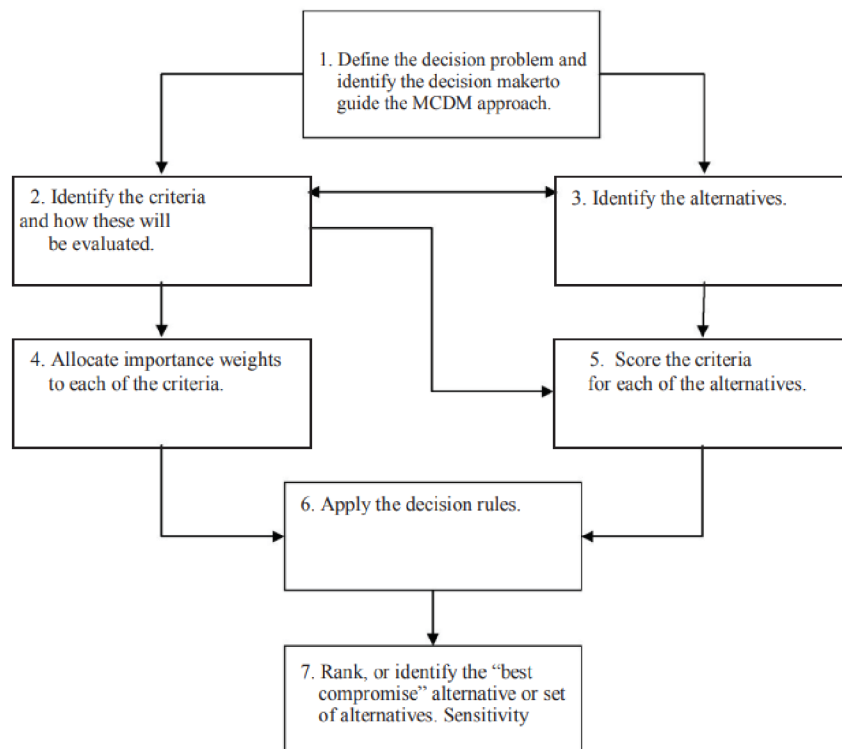 1. Define the decision problem and
identify the decision makerto
guide the MCDM approach.
2. Identify the criteria
and how these will
be evaluated.
3. Identify the alternatives.
4. Allocate importance weights
to each of the criteria.
5. Score the criteria
for each of the alternatives.
6. Apply the decision rules.
7. Rank, or identify the “best
compromise” alternative or set
of alternatives. Sensitivity